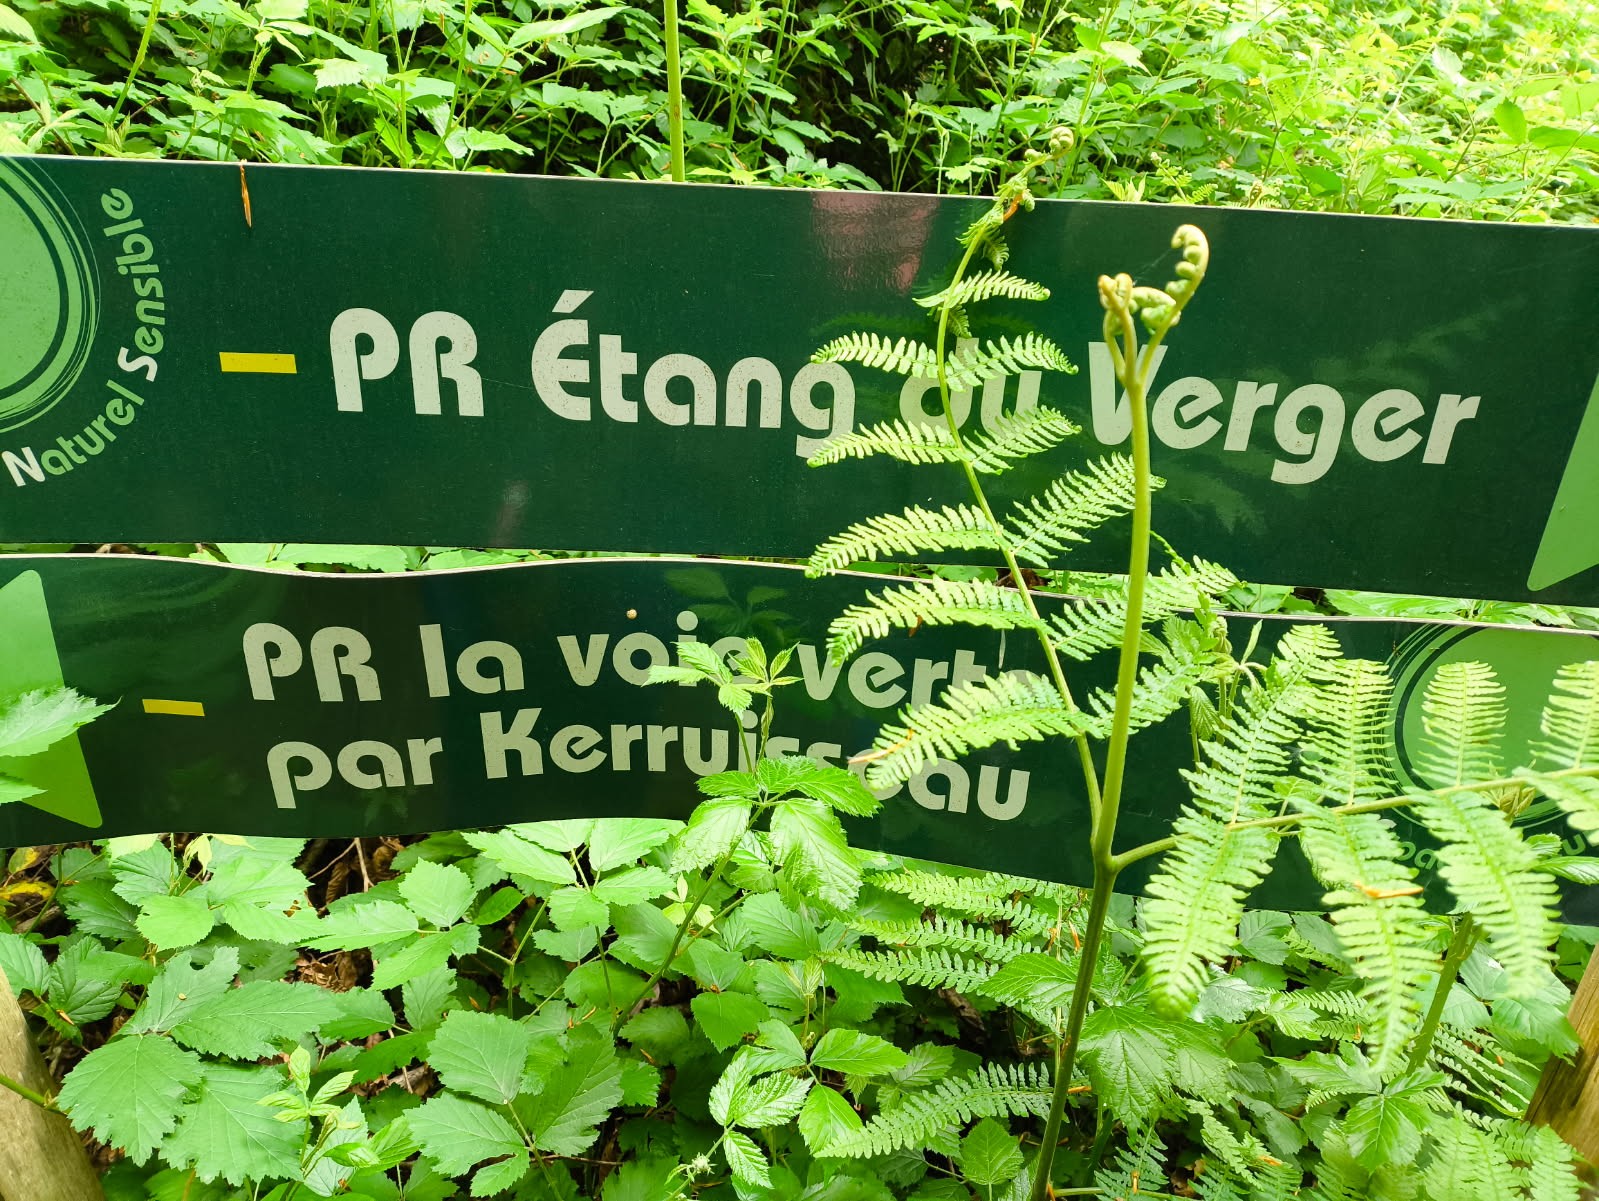 Naturel Sensible
PR Étang du Verger
PR la voie verte
par Kerruisseau